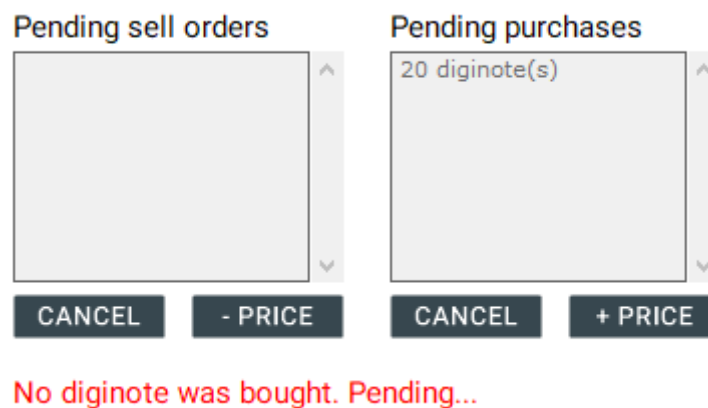 Pending sell orders
Pending purchases
20 diginote(s)
CANCEL
- PRICE
CANCEL
+ PRICE
No diginote was bought. Pending...